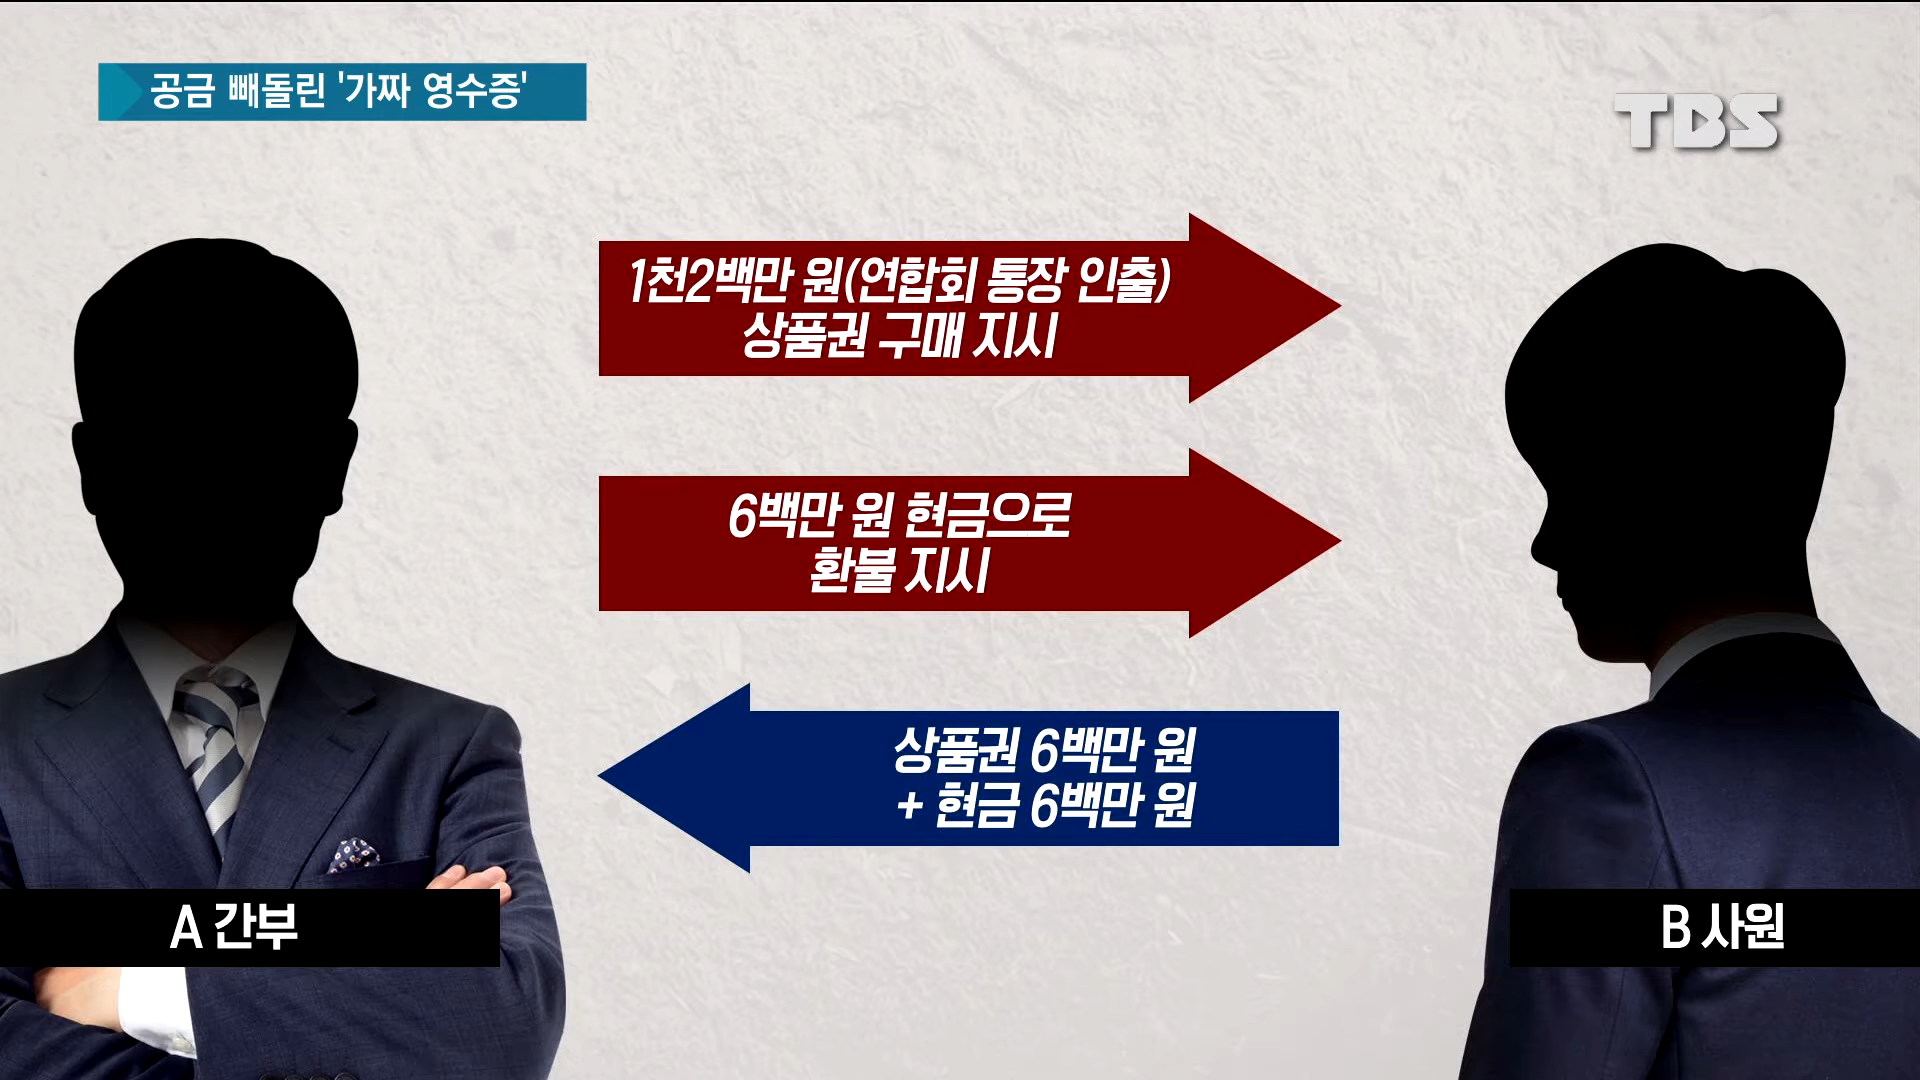 공금 빼돌린 '가짜 영수증'
TBS
1천2백만 원(연합회 통장 인출)
상품권 구매 지시
6백만 원 현금으로
환불 지시
상품권 6백만 원
+ 현금 6백만 원
A 간부
B 사원